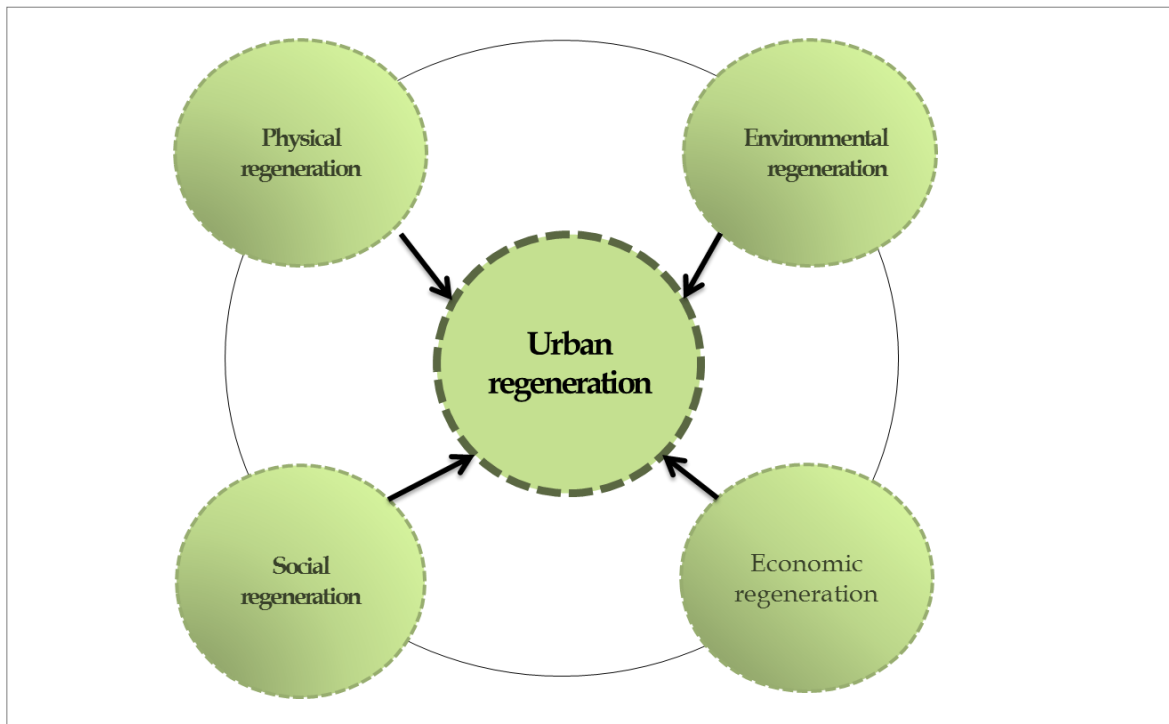 Physical
regeneration
Environmental
regeneration
Urban
regeneration
Social
regeneration
Economic
regeneration